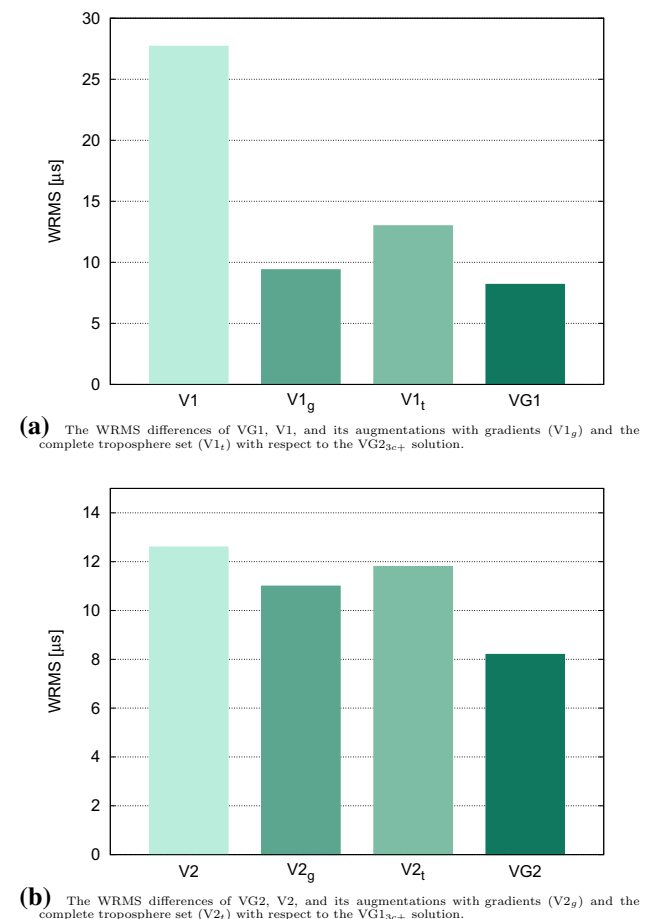 30
25
20
15
10
5
0
WRMS [µs]
V1 V1g V1t VG1
(a) The WRMS differences of VG1, V1, and its augmentations with gradients (V1g) and the
complete troposphere set (V1t) with respect to the VG23c+ solution.
14
12
10
8
6
4
2
0
WRMS [µs]
V2 V2g V2t VG2
(b) The WRMS differences of VG2, V2, and its augmentations with gradients (V2g) and the
complete troposphere set (V2t) with respect to the VG13c+ solution.